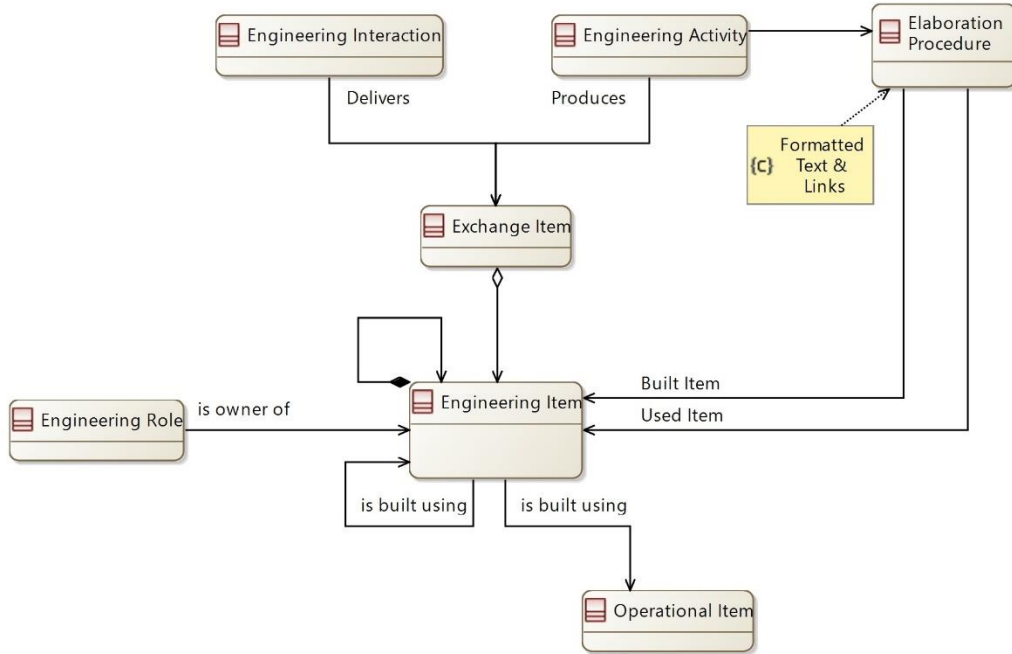 Engineering Interaction
Engineering Activity
Elaboration
Procedure
Delivers
Produces
{c}
Formatted
Text &
Links
Exchange Item
Built Item
Engineering Item
Used Item
is owner of
Engineering Role
is built using
is built using
Operational Item